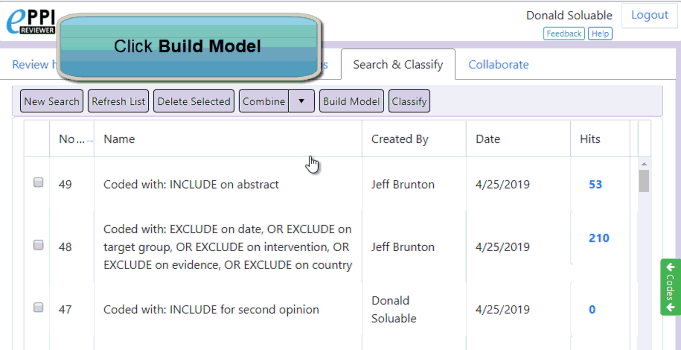 ePPI
REVIEWER
Donald Soluable
Logout
Feedback
Help
Click Build Model
Review h
s
Search & Classify
Collaborate
New Search
Refresh List
Delete Selected
Combine
Build Model
Classify
No...
Name
Created By
Date
Hits
49
Coded with: INCLUDE on abstract
Jeff Brunton
4/25/2019
53
48
Coded with: EXCLUDE on date, OR EXCLUDE on
target group, OR EXCLUDE on intervention, OR
EXCLUDE on evidence, OR EXCLUDE on country
Jeff Brunton
4/25/2019
210
47
Coded with: INCLUDE for second opinion
Donald
Soluable
4/25/2019
0
Codes